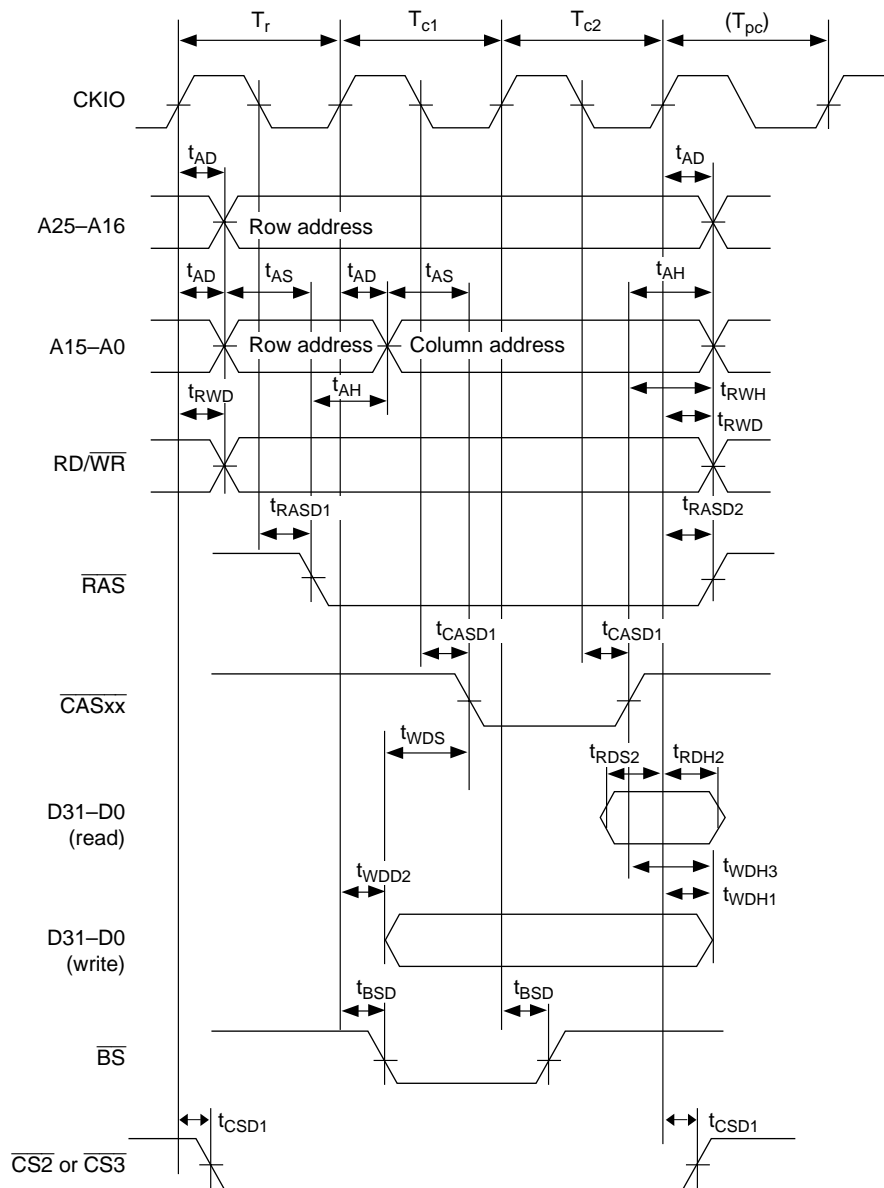 Tr Tc1 Tc2 (Tpc)
CKIO
tAD tAD
A25–A16 Row address
tAD tAS tAD tAS tAH
A15–A0 Row address Column address
tRWD tAH tRWH
tRWD
RD/WR
tRASD1 tRASD2
RAS
tCASD1 tCASD1
CASxx
tWDS tRDS2 tRDH2
D31–D0
(read)
tWDH3
tWDD2 tWDH1
D31–D0
(write)
tBSD tBSD
BS
tCSD1 tCSD1
CS2 or CS3